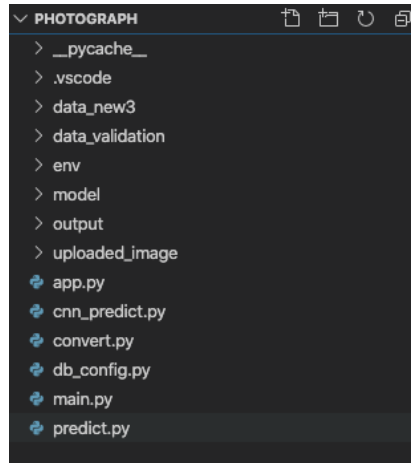 PHOTOGRAPH
__pycache__
.vscode
data_new3
data_validation
env
model
output
uploaded_image
app.py
cnn_predict.py
convert.py
db_config.py
main.py
predict.py